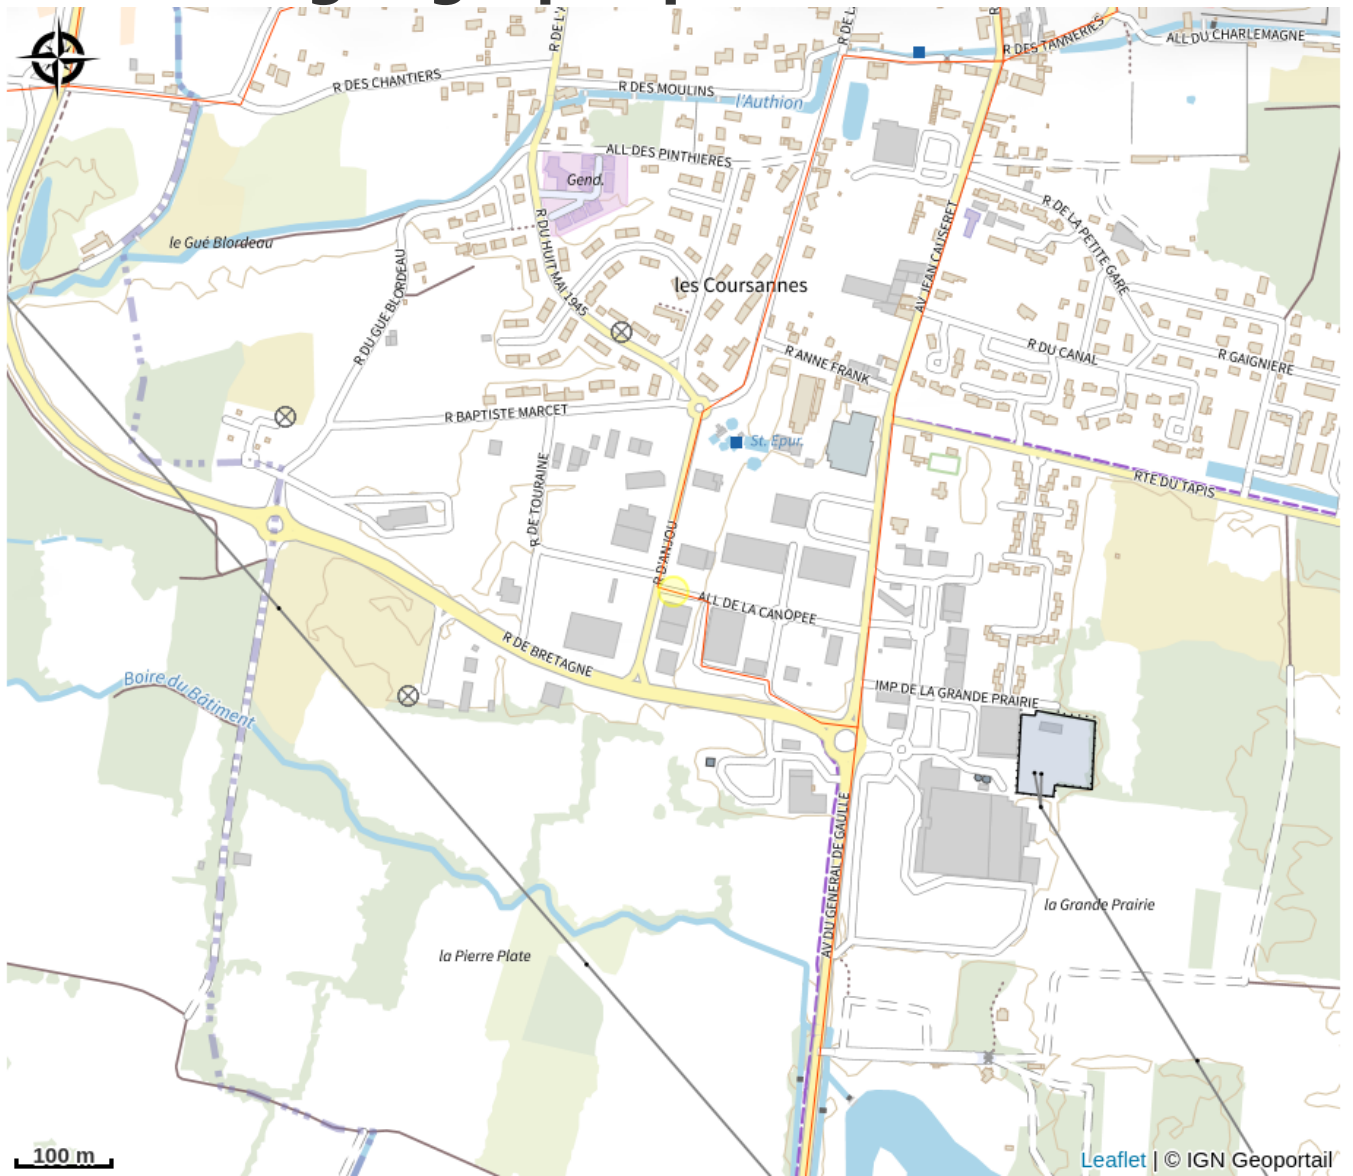 R DES TANNERIES
ALL DU CHARLEMAGNE
R DES CHANTIERS
R DES MOULINS
l'Authion
ALL DES PINTHIERES
Gend.
R DE LA PETITE GARE
le Gué Blordeau
R DU HUIT MAI 1945
AV JEAN CAUSERET
R DU GUE BLORDEAU
les Coursannes
R ANNE FRANK
R DU CANAL
R GAIGNIERE
R BAPTISTE MARCET
St. Epur.
RTE DU TAPIS
R DE TOURAINE
R D'ANJOU
ALL DE LA CANOPEE
R DE BRETAGNE
Boire du Bâtiment
IMP DE LA GRANDE PRAIRIE
AV DU GENERAL DE GAULLE
la Grande Prairie
la Pierre Plate
100 m
Leaflet | © IGN Geoportail